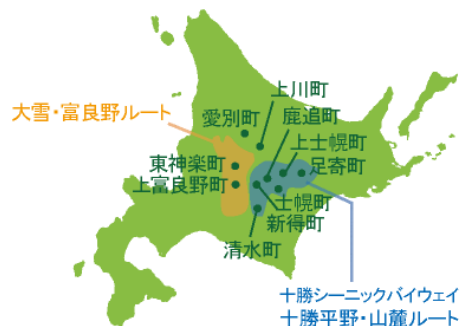 上川町
大雪・富良野ルート
愛別町
鹿追町
上士幌町
東神楽町
足寄町
上富良野町
士幌町
新得町
清水町
十勝シーニックバイウェイ
十勝平野・山麓ルート